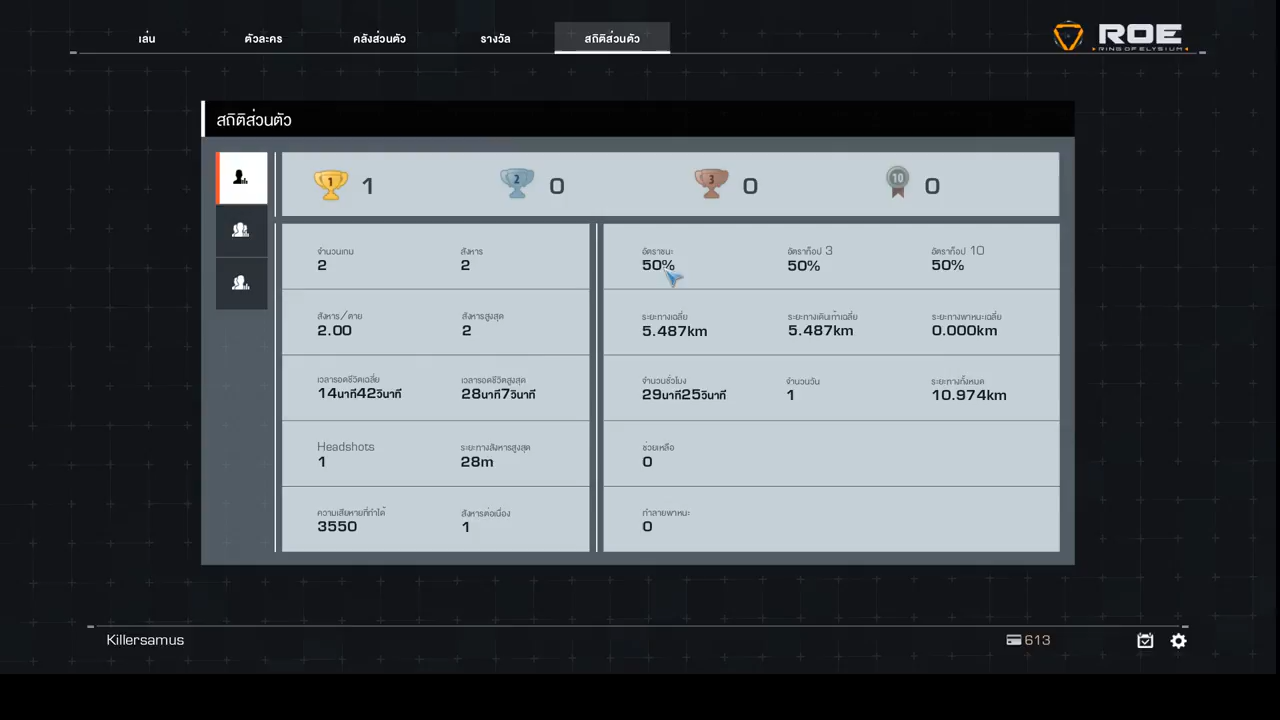 เล่น ตัวละคร คลังส่วนตัว รางวัล สถิติส่วนตัว
ROE
RING OF ELYSIUM
สถิติส่วนตัว
1 1 2 0 3 0 10 0
จำนวนเกม สังหาร อัตราชนะ อัตราท็อป 3 อัตราท็อป 10
2 2 50% 50% 50%
สังหาร/ตาย สังหารสูงสุด ระยะทางเฉลี่ย ระยะทางเดินเท้าเฉลี่ย ระยะทางพาหนะเฉลี่ย
2.00 2 5.487km 5.487km 0.000km
เวลารอดชีวิตเฉลี่ย เวลารอดชีวิตสูงสุด จำนวนชั่วโมง จำนวนวัน ระยะทางทั้งหมด
14นาที42วินาที 28นาที7วินาที 29นาที25วินาที 1 10.974km
Headshots ระยะทางสังหารสูงสุด ช่วยเหลือ
1 28m 0
ความเสียหายที่ทำได้ สังหารต่อเนื่อง ทำลายพาหนะ
3550 1 0
Killersamus 613